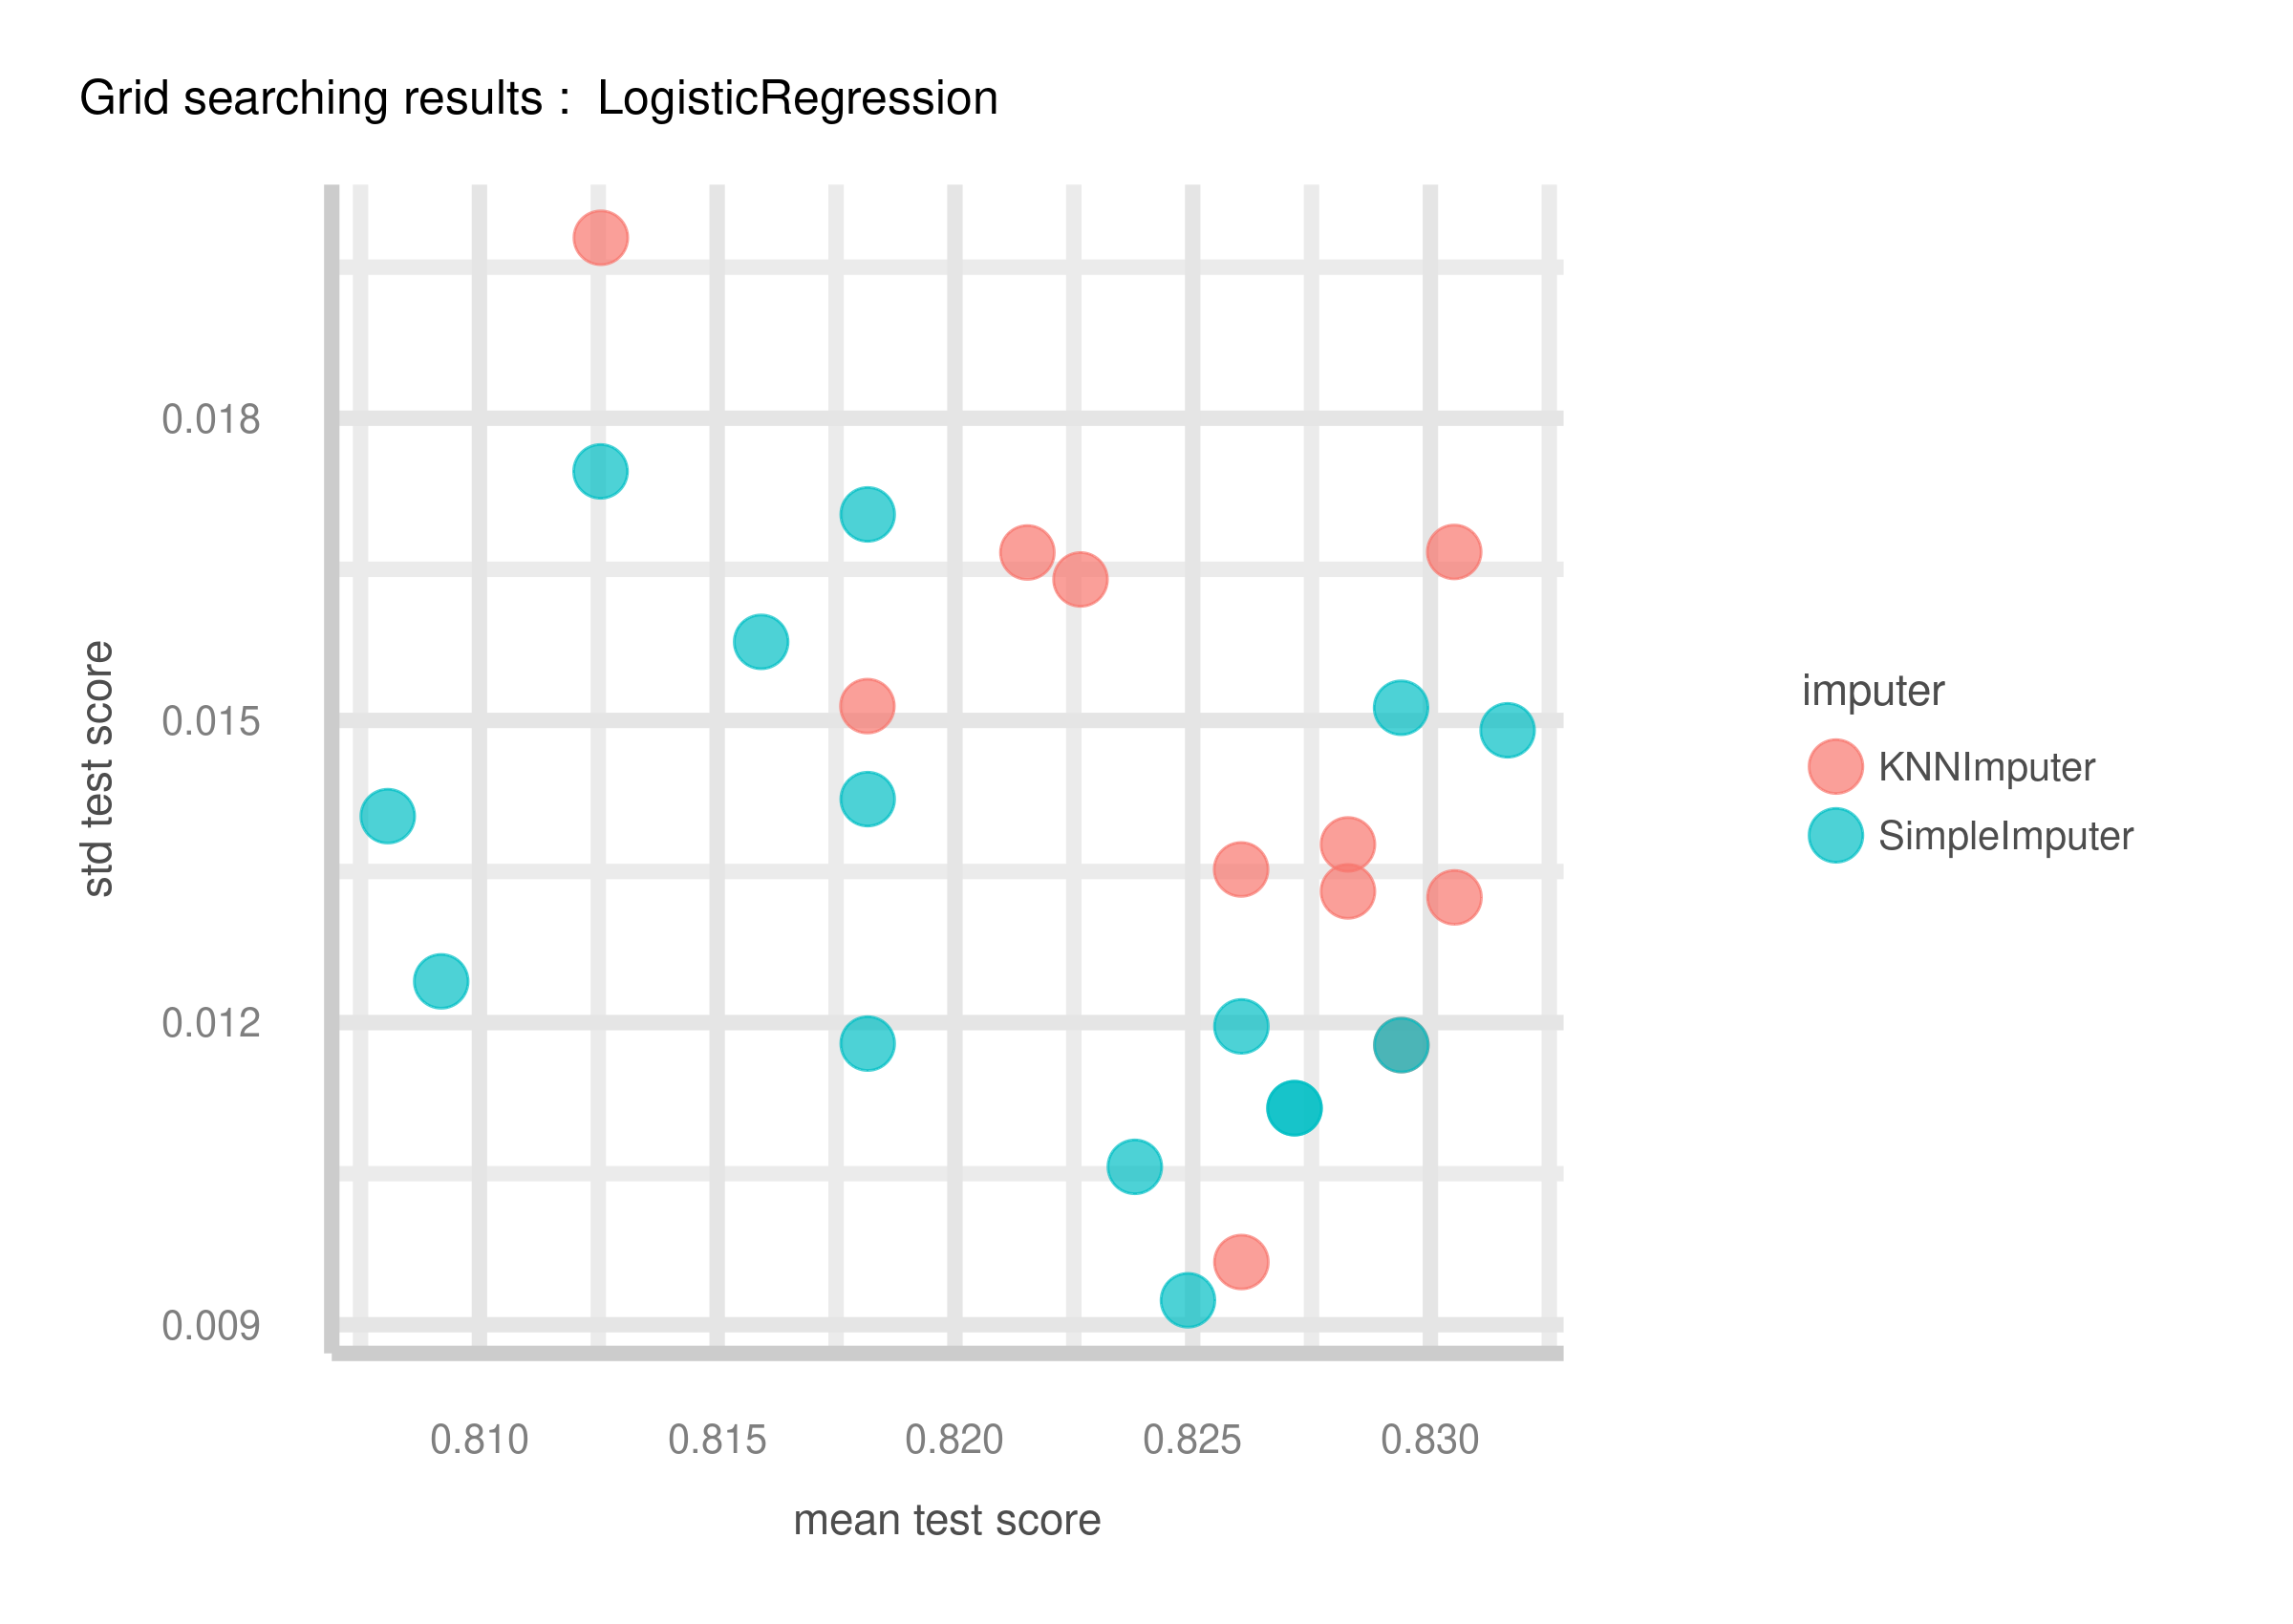 Grid searching results :  LogisticRegression
0.018
0.015
0.012
0.009
std test score
0.810
0.815
0.820
0.825
0.830
mean test score
imputer
KNNImputer
SimpleImputer